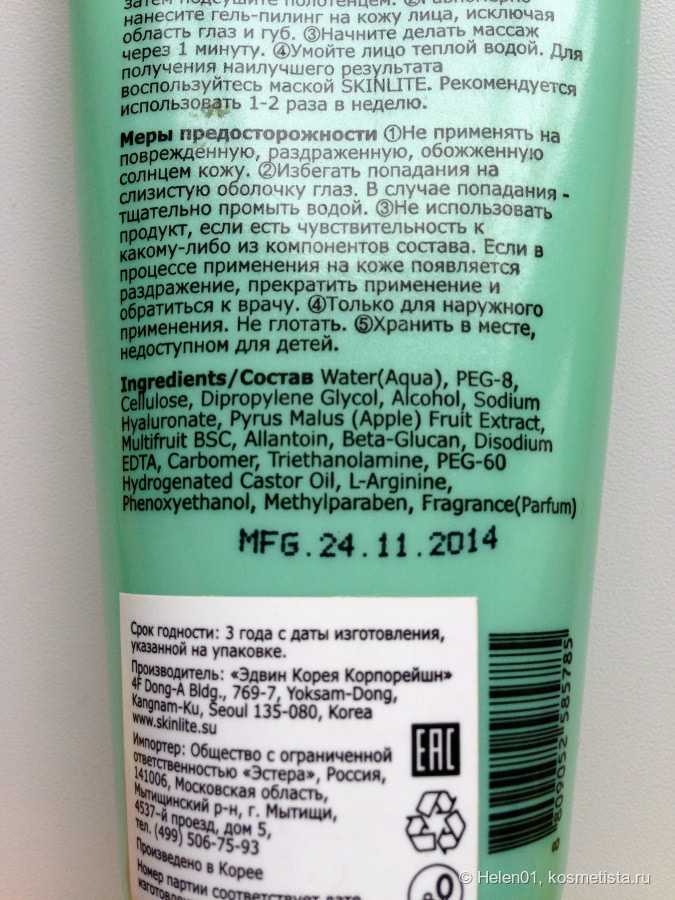 затем подсушите полотенцем. ②Равномерно
нанесите гель-пилинг на кожу лица, исключая
область глаз и губ. ③Начните делать массаж
через 1 минуту. ④Умойте лицо теплой водой. Для
получения наилучшего результата
воспользуйтесь маской SKINLITE. Рекомендуется
использовать 1-2 раза в неделю.
Меры предосторожности ①Не применять на
поврежденную, раздраженную, обожженную
солнцем кожу. ②Избегать попадания на
слизистую оболочку глаз. В случае попадания -
тщательно промыть водой. ③Не использовать
продукт, если есть чувствительность к
какому-либо из компонентов состава. Если в
процессе применения на коже появляется
раздражение, прекратить применение и
обратиться к врачу. ④Только для наружного
применения. Не глотать. ⑤Хранить в месте,
недоступном для детей.
Ingredients/Состав Water(Aqua), PEG-8,
Cellulose, Dipropylene Glycol, Alcohol, Sodium
Hyaluronate, Pyrus Malus (Apple) Fruit Extract,
Multifruit BSC, Allantoin, Beta-Glucan, Disodium
EDTA, Carbomer, Triethanolamine, PEG-60
Hydrogenated Castor Oil, L-Arginine,
Phenoxyethanol, Methylparaben, Fragrance(Parfum)
MFG.24.11.2014
Срок годности: 3 года с даты изготовления,
указанной на упаковке.
Производитель: «Эдвин Корея Корпорейшн»
4F Dong-A Bldg., 769-7, Yoksam-Dong,
Kangnam-Ku, Seoul 135-080, Korea
www.skinlite.su
Импортер: Общество с ограниченной
ответственностью «Эстера», Россия,
141006, Московская область,
Мытищинский р-н, г. Мытищи,
4537-й проезд, дом 5,
тел. (499) 506-75-93
Произведено в Корее
Номер партии соответствует дате
EAC
8 809052 585785
© Helen01, kosmetista.ru